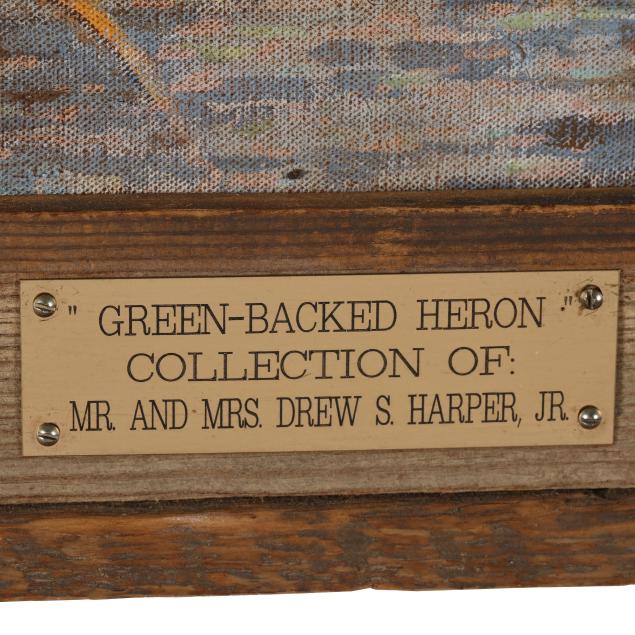 " GREEN-BACKED HERON ."
COLLECTION OF:
MR. AND MRS. DREW S. HARPER, JR.